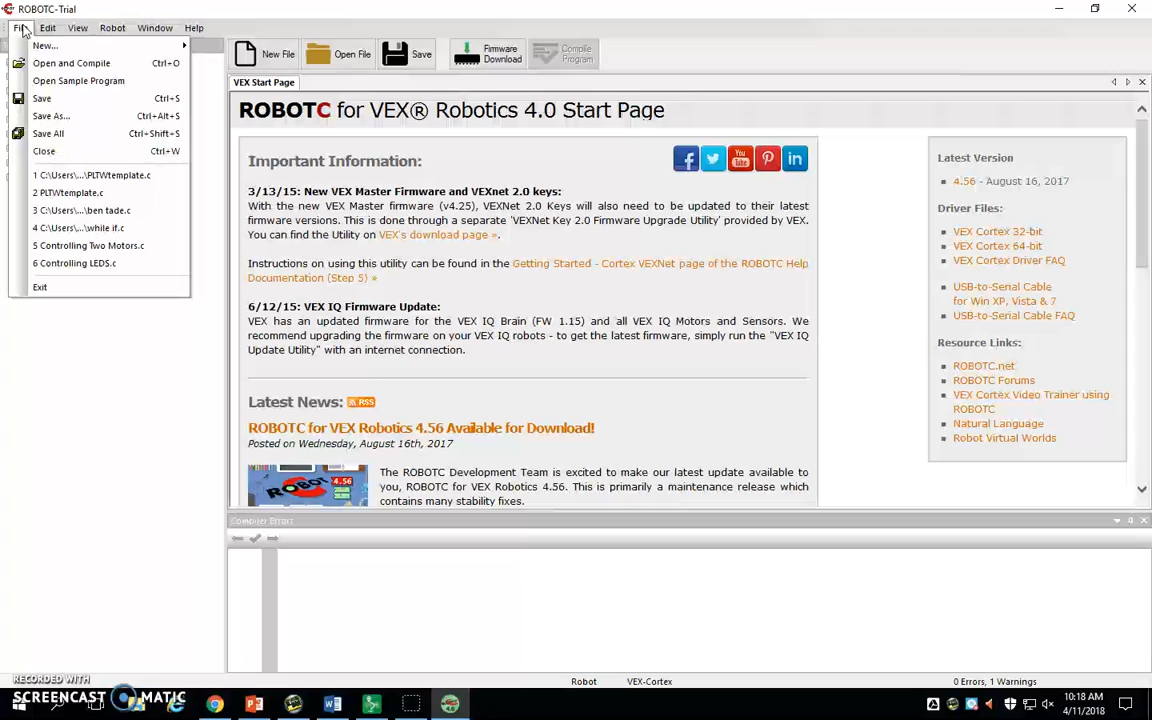 ROBOTC-Trial
File Edit View Robot Window Help
New...
Open and Compile Ctrl+O
Open Sample Program
Save Ctrl+S
Save As... Ctrl+Alt+S
Save All Ctrl+Shift+S
Close Ctrl+W
1 C:\Users\...\PLTWtemplate.c
2 PLTWtemplate.c
3 C:\Users\...\ben tade.c
4 C:\Users\...\while if.c
5 Controlling Two Motors.c
6 Controlling LEDS.c
Exit
New File Open File Save Firmware Download Compile Program
VEX Start Page
ROBOTC for VEX® Robotics 4.0 Start Page
Important Information:
You Tube
3/13/15: New VEX Master Firmware and VEXnet 2.0 keys:
With the new VEX Master firmware (v4.25), VEXNet 2.0 Keys will also need to be updated to their latest
firmware versions. This is done through a separate 'VEXNet Key 2.0 Firmware Upgrade Utility' provided by VEX.
You can find the Utility on VEX's download page ».
Instructions on using this utility can be found in the Getting Started - Cortex VEXNet page of the ROBOTC Help
Documentation (Step 5) »
6/12/15: VEX IQ Firmware Update:
VEX has an updated firmware for the VEX IQ Brain (FW 1.15) and all VEX IQ Motors and Sensors. We
recommend upgrading the firmware on your VEX IQ robots - to get the latest firmware, simply run the "VEX IQ
Update Utility" with an internet connection.
Latest News: RSS
ROBOTC for VEX Robotics 4.56 Available for Download!
Posted on Wednesday, August 16th, 2017
ROBOTC 4.56
The ROBOTC Development Team is excited to make our latest update available to
you, ROBOTC for VEX Robotics 4.56. This is primarily a maintenance release which
contains many stability fixes.
Latest Version
4.56 - August 16, 2017
Driver Files:
VEX Cortex 32-bit
VEX Cortex 64-bit
VEX Cortex Driver FAQ
USB-to-Serial Cable
for Win XP, Vista & 7
USB-to-Serial Cable FAQ
Resource Links:
ROBOTC.net
ROBOTC Forums
VEX Cortex Video Trainer using
ROBOTC
Natural Language
Robot Virtual Worlds
Compiler Errors
Robot VEX-Cortex 0 Errors, 1 Warnings
RECORDED WITH
SCREENCAST MATIC
10:18 AM
4/11/2018